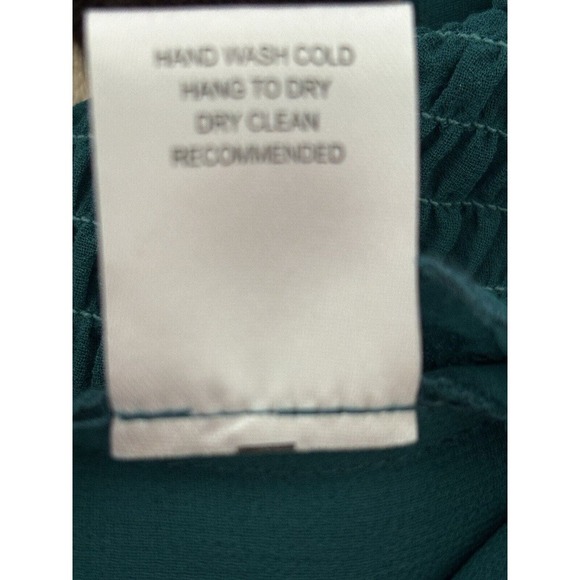 HAND WASH COLD
HANG TO DRY
DRY CLEAN
RECOMMENDED